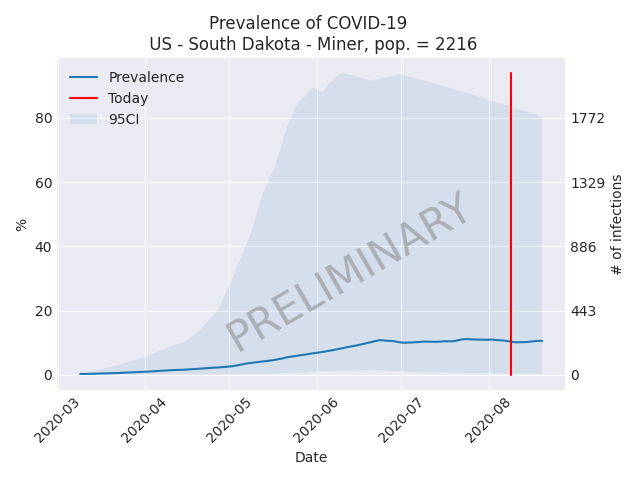 Prevalence of COVID-19
US - South Dakota - Miner, pop. = 2216
Prevalence
Today
95CI
80
60
40
20
0
%
1772
1329
886
443
0
# of infections
PRELIMINARY
2020-03
2020-04
2020-05
2020-06
2020-07
2020-08
Date